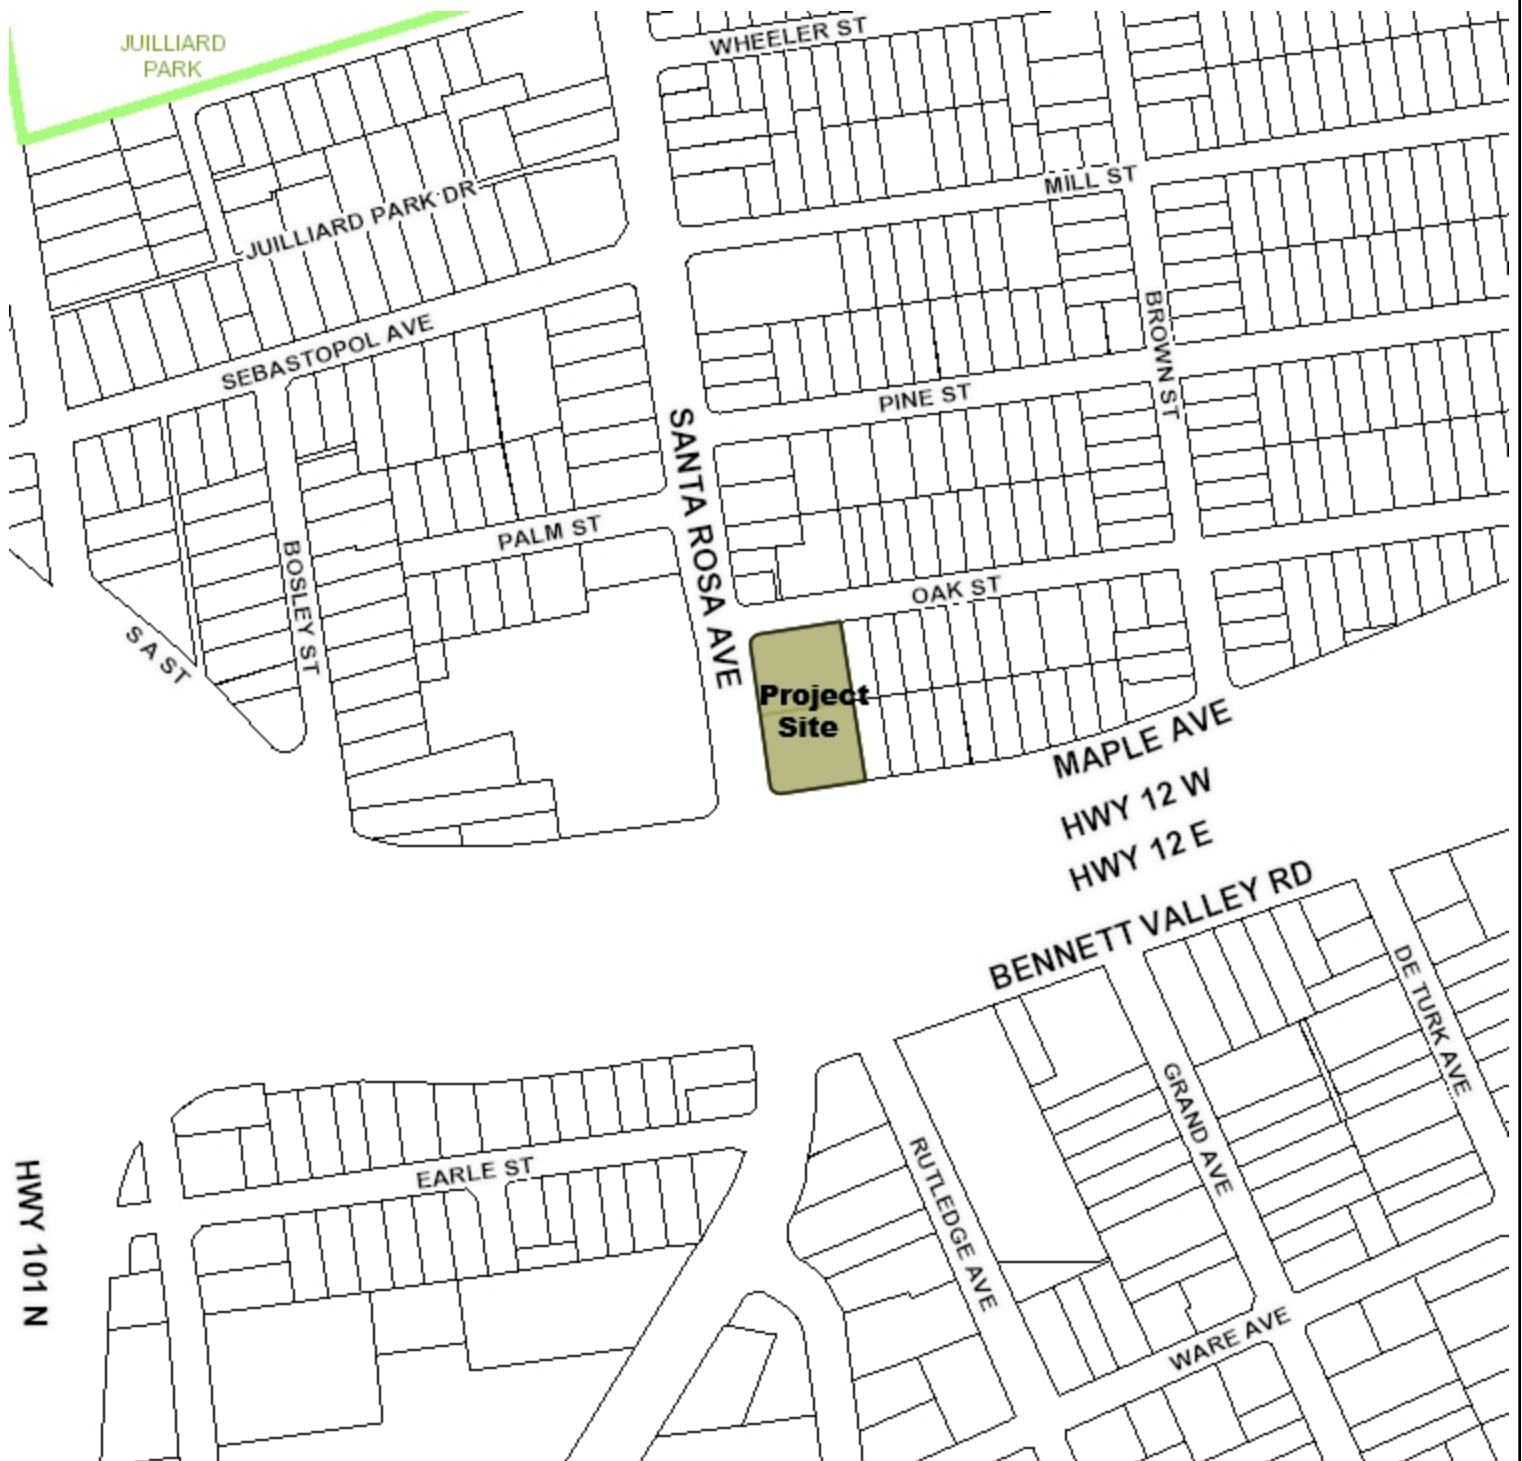 JUILLIARD
PARK
WHEELER ST
MILL ST
JUILLIARD PARK DR
SEBASTOPOL AVE
BROWN ST
PINE ST
SANTA ROSA AVE
PALM ST
BOSLEY ST
OAK ST
S A ST
Project
Site
MAPLE AVE
HWY 12 W
HWY 12 E
BENNETT VALLEY RD
DE TURK AVE
GRAND AVE
EARLE ST
RUTLEDGE AVE
HWY 101 N
WARE AVE